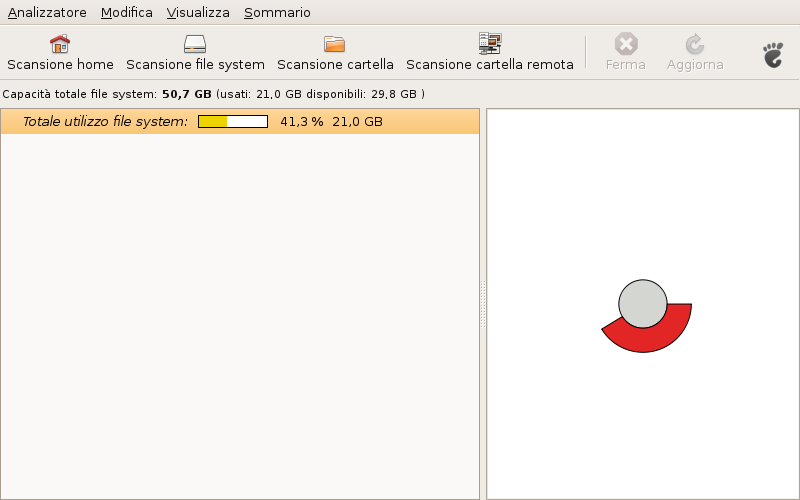 Analizzatore Modifica Visualizza Sommario
Scansione home Scansione file system Scansione cartella Scansione cartella remota Ferma Aggiorna
Capacità totale file system: 50,7 GB (usati: 21,0 GB disponibili: 29,8 GB )
Totale utilizzo file system: 41,3 % 21,0 GB